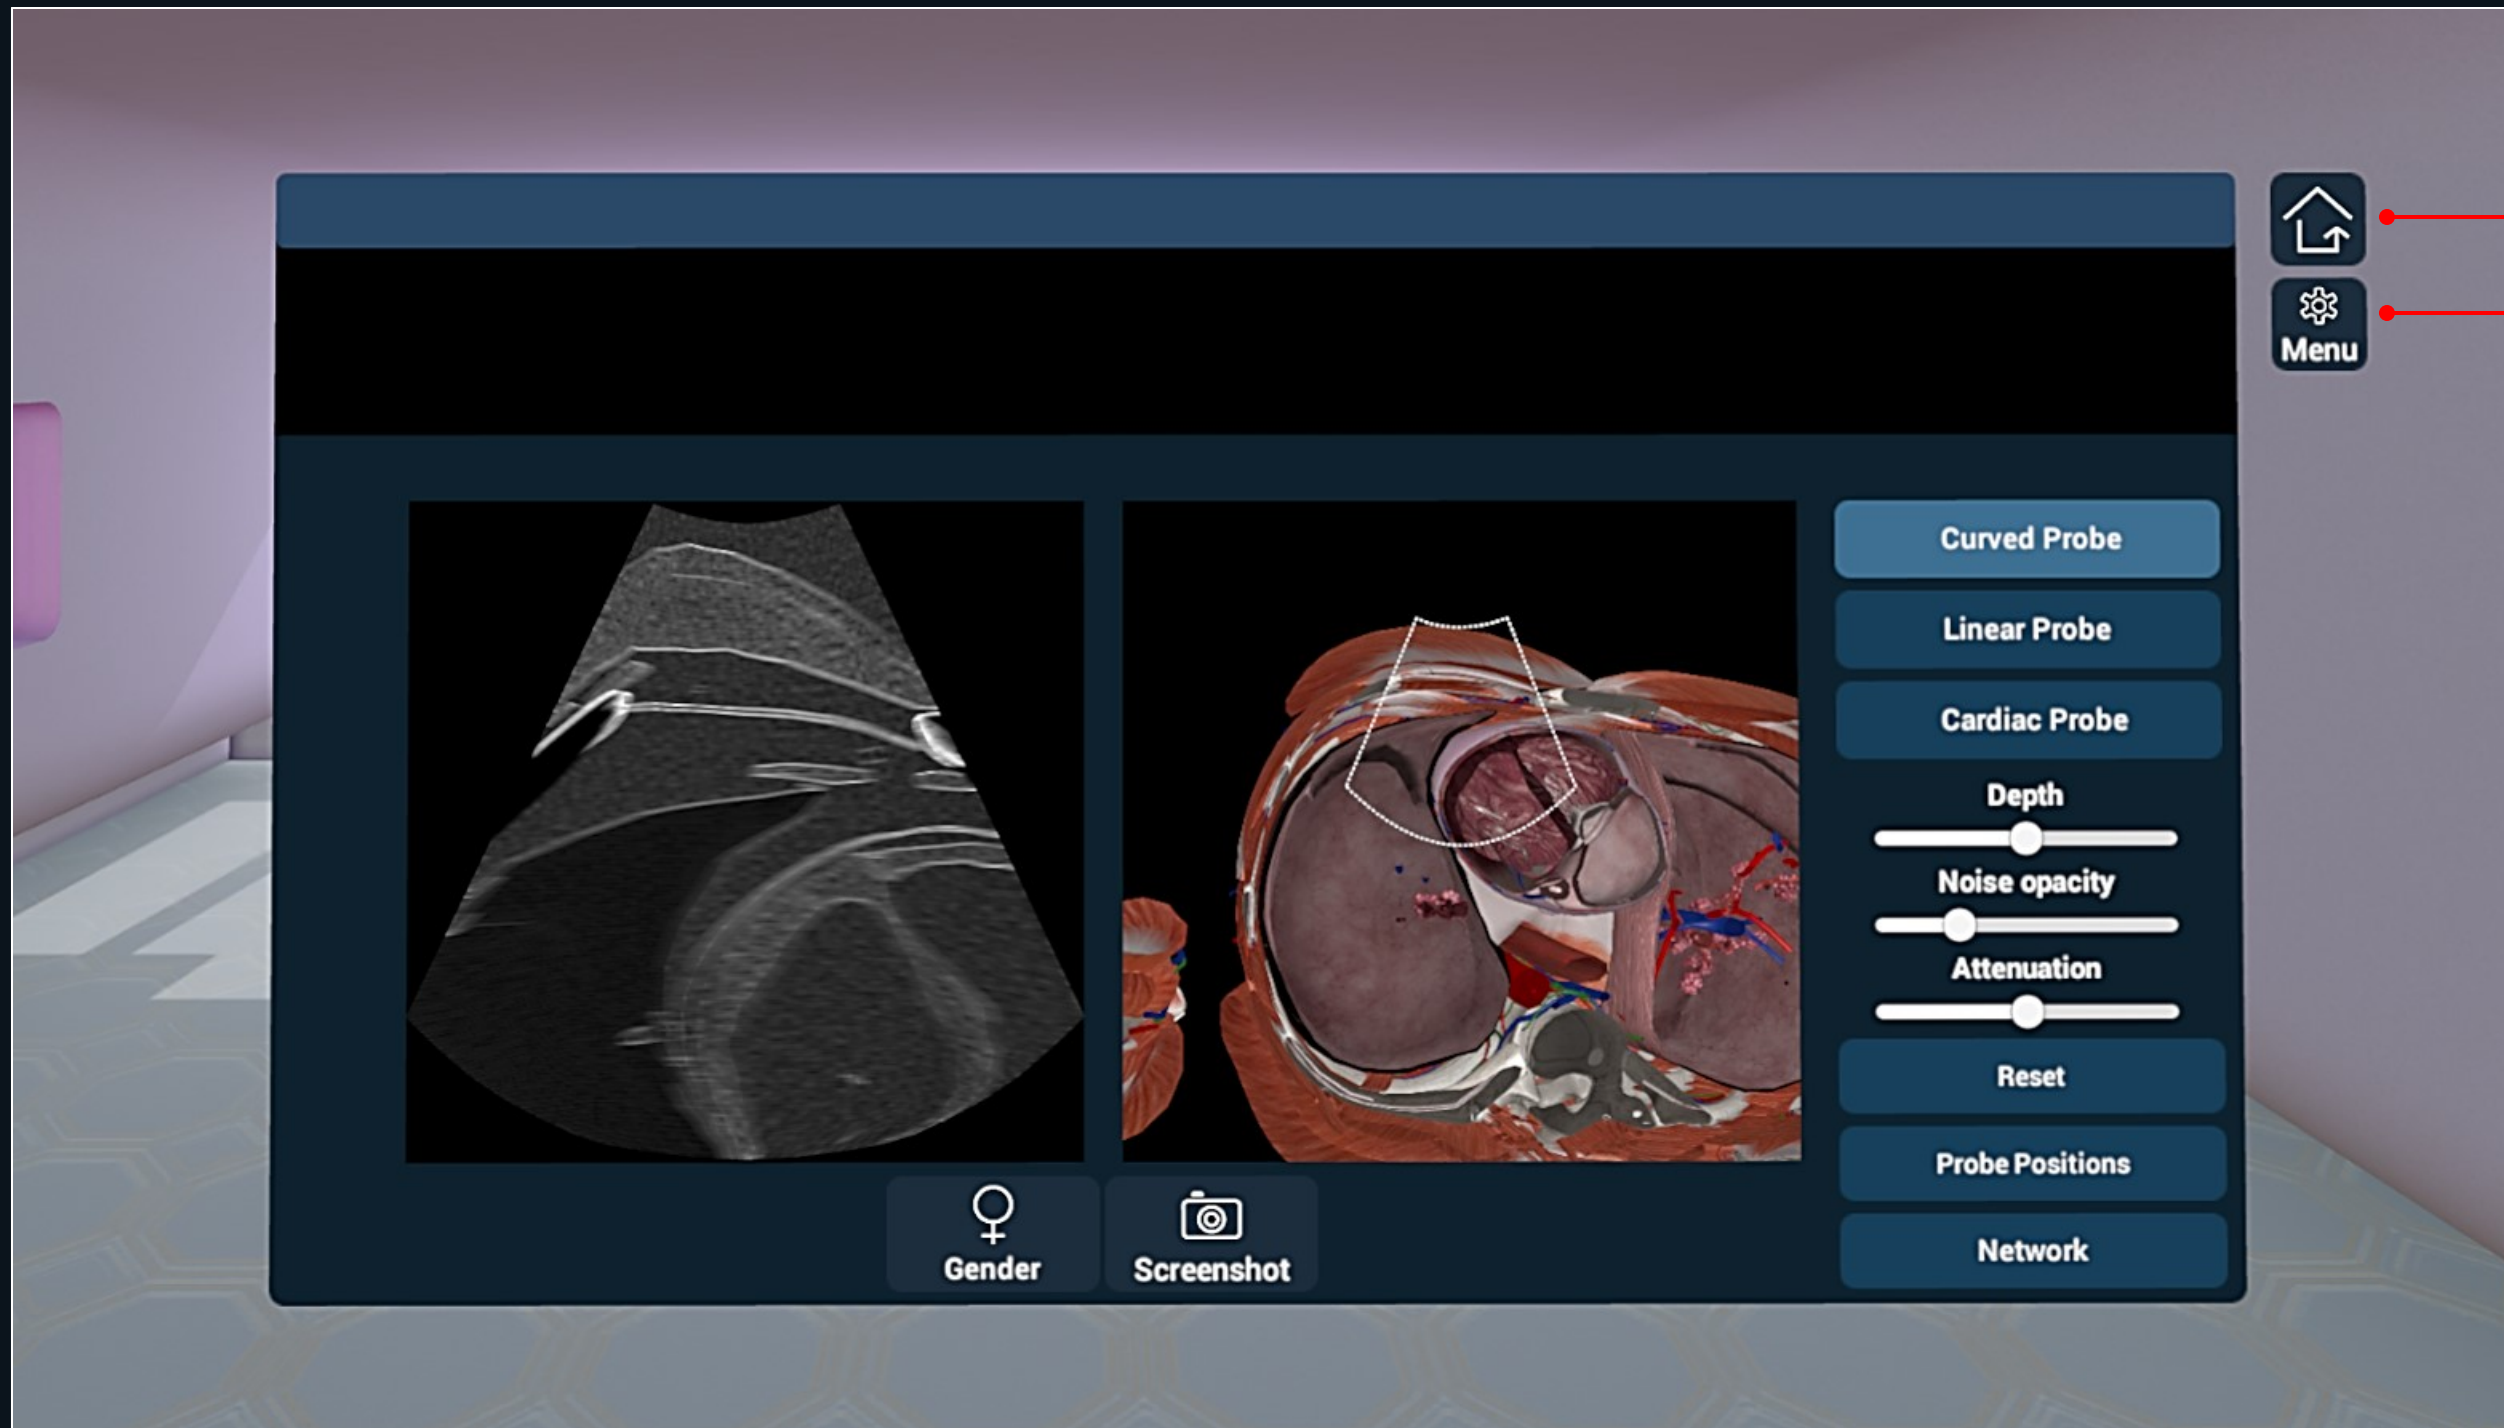 Menu
Curved Probe
Linear Probe
Cardiac Probe
Depth
Noise opacity
Attenuation
Reset
Probe Positions
Network
Gender
Screenshot